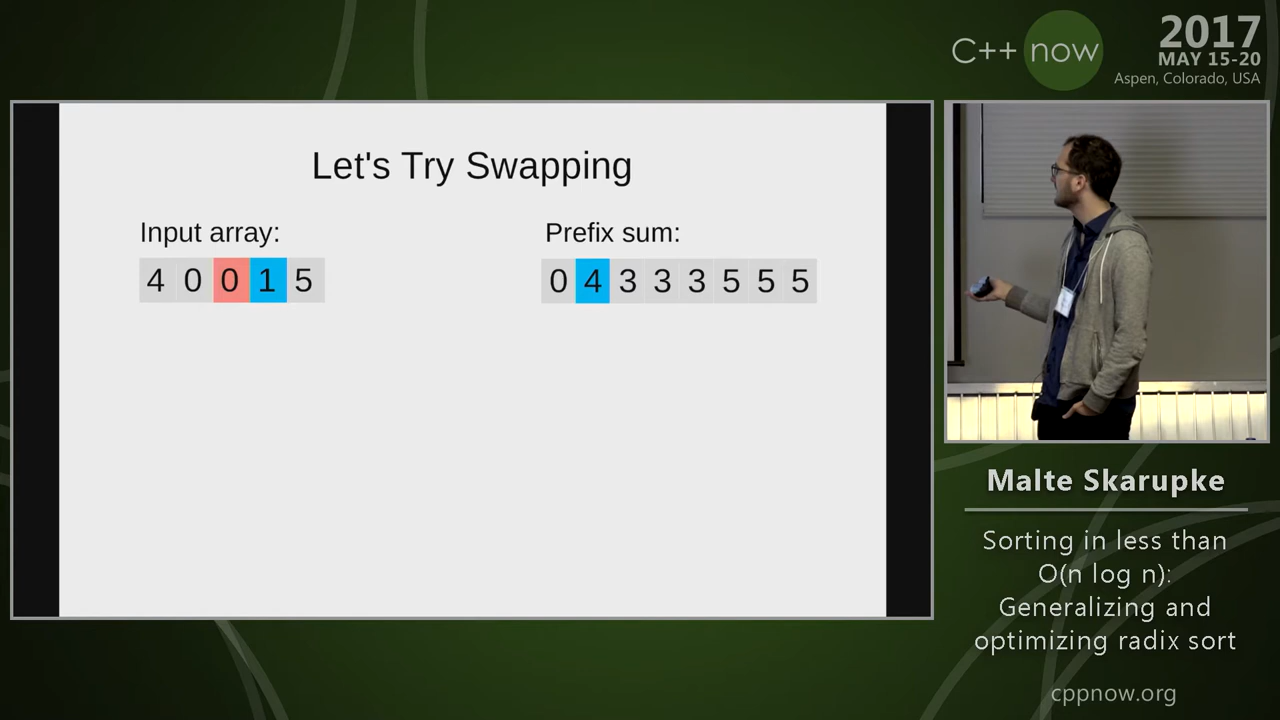 C++ now
2017
MAY 15-20
Aspen, Colorado, USA
Let's Try Swapping
Input array:
4 0 0 1 5
Prefix sum:
0 4 3 3 3 5 5 5
Malte Skarupke
Sorting in less than
O(n log n):
Generalizing and
optimizing radix sort
cppnow.org